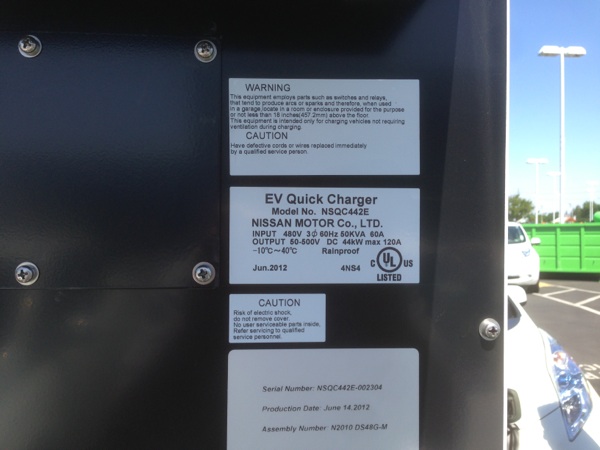 WARNING
This equipment employs parts such as switches and relays,
that tend to produce arcs or sparks and therefore, when used
in a garage,locate in a room or enclosure provided for the purpose
or not less than 18 inches(457.2mm) above the floor.
This equipment is intended only for charging vehicles not requiring
ventilation during charging.
CAUTION
Have defective cords or wires replaced immediately
by a qualified service person.
EV Quick Charger
Model No. NSQC442E
NISSAN MOTOR Co., LTD.
INPUT 480V 3φ 60Hz 50KVA 60A
OUTPUT 50-500V DC 44kW max 120A
-10℃～40℃ Rainproof
Jun.2012 4NS4
C UL US
LISTED
CAUTION
Risk of electric shock,
do not remove cover.
No user serviceable parts inside,
Refer servicing to qualified
service personnel.
Serial Number: NSQC442E-002304
Production Date: June 14.2012
Assembly Number: N2010 DS48G-M